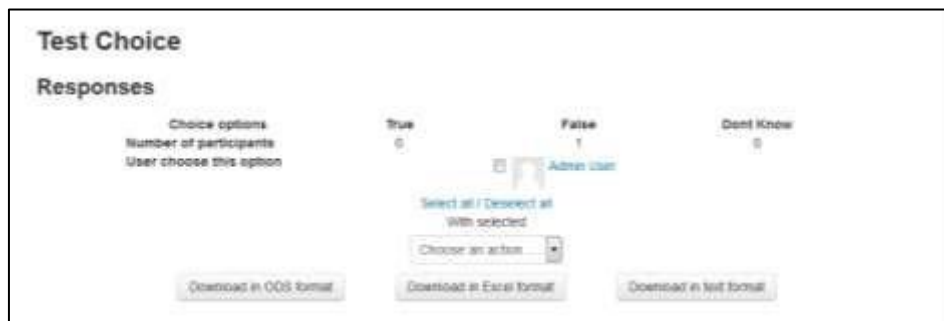 Test Choice
Responses
Choice options True False Dont Know
Number of participants 0 1 0
User choose this option Admin User
Select all / Deselect all
With selected
Choose an action
Download in ODS format Download in Excel format Download in text format